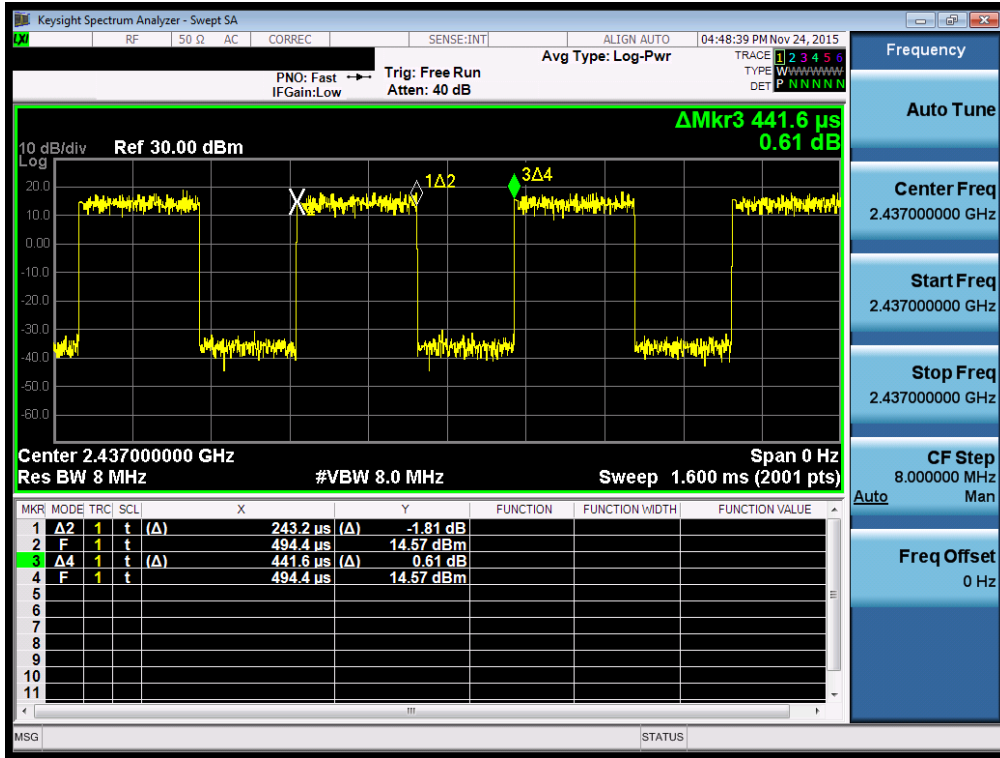 Keysight Spectrum Analyzer - Swept SA
LXI RF 50 Ω AC CORREC SENSE:INT ALIGN AUTO 04:48:39 PM Nov 24, 2015
Avg Type: Log-Pwr
TRACE 1 2 3 4 5 6
PNO: Fast Trig: Free Run
TYPE WWWWWW
IFGain:Low Atten: 40 dB
DET P N N N N N
ΔMkr3 441.6 µs
0.61 dB
10 dB/div Ref 30.00 dBm
Log
20.0
10.0
0.00
-10.0
-20.0
-30.0
-40.0
-50.0
-60.0
X
1Δ2
3Δ4
Center 2.437000000 GHz Span 0 Hz
Res BW 8 MHz #VBW 8.0 MHz Sweep 1.600 ms (2001 pts)
MKR MODE TRC SCL X Y FUNCTION FUNCTION WIDTH FUNCTION VALUE
1 Δ2 1 t (Δ) 243.2 µs (Δ) -1.81 dB
2 F 1 t 494.4 µs 14.57 dBm
3 Δ4 1 t (Δ) 441.6 µs (Δ) 0.61 dB
4 F 1 t 494.4 µs 14.57 dBm
5
6
7
8
9
10
11
MSG STATUS
Frequency
Auto Tune
Center Freq
2.437000000 GHz
Start Freq
2.437000000 GHz
Stop Freq
2.437000000 GHz
CF Step
8.000000 MHz
Auto Man
Freq Offset
0 Hz